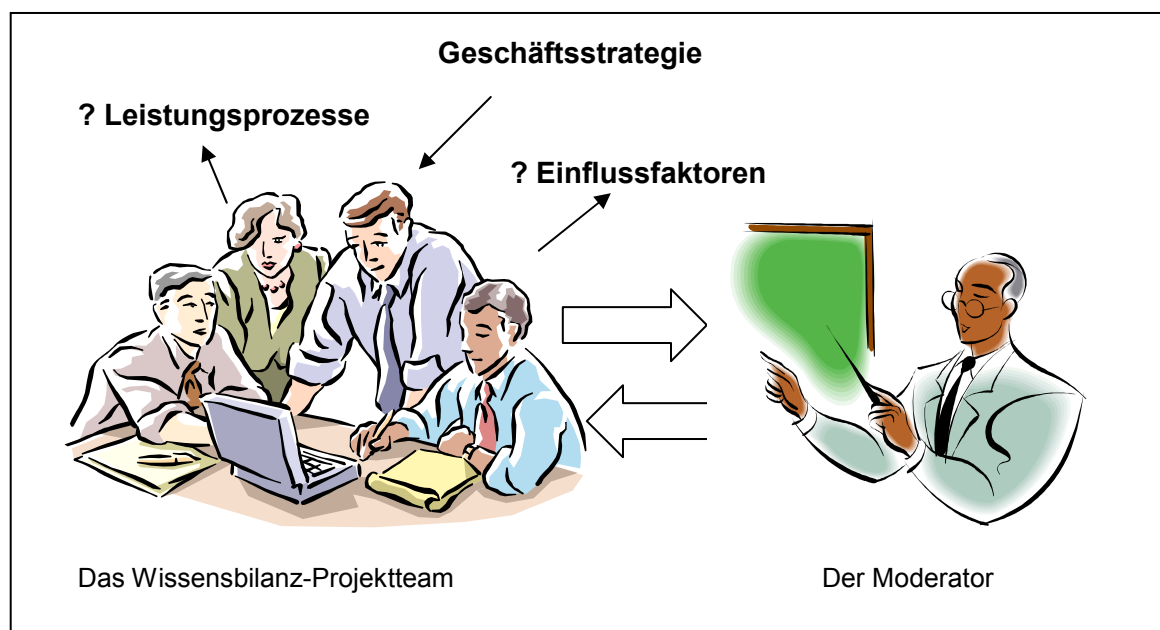 Geschäftsstrategie
? Leistungsprozesse
? Einflussfaktoren
Das Wissensbilanz-Projektteam
Der Moderator